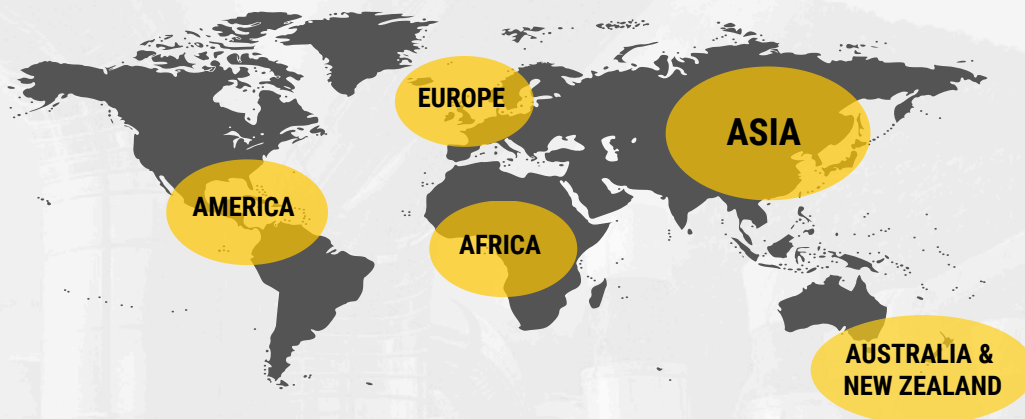 EUROPE
ASIA
AMERICA
AFRICA
AUSTRALIA &
NEW ZEALAND